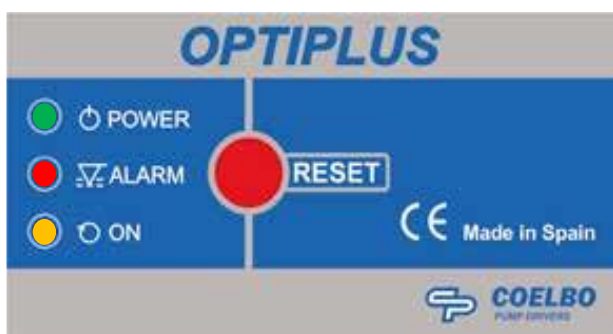 OPTIPLUS
POWER
ALARM
ON
RESET
CE Made in Spain
COELBO
PUMP DRIVERS